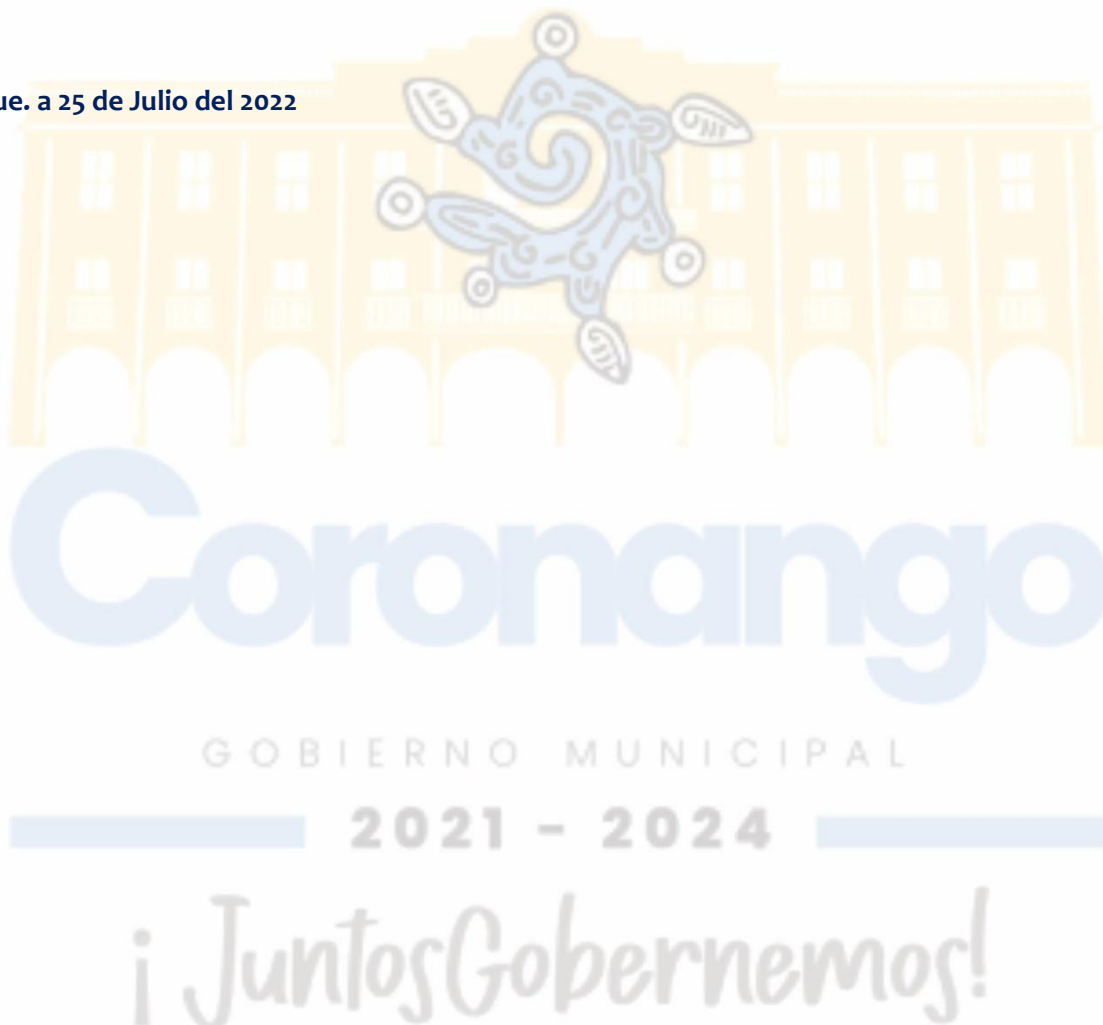 ue. a 25 de Julio del 2022
Coronango
GOBIERNO MUNICIPAL
2021 - 2024
¡JuntosGobernemos!